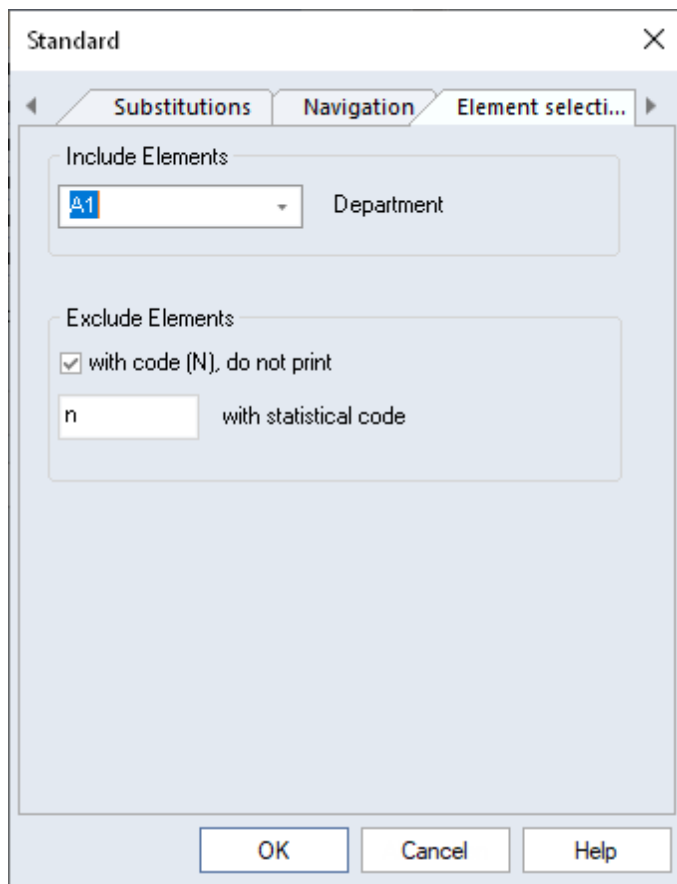 Standard
Substitutions Navigation Element selecti...
Include Elements
A1 Department
Exclude Elements
with code (N), do not print
n with statistical code
OK Cancel Help